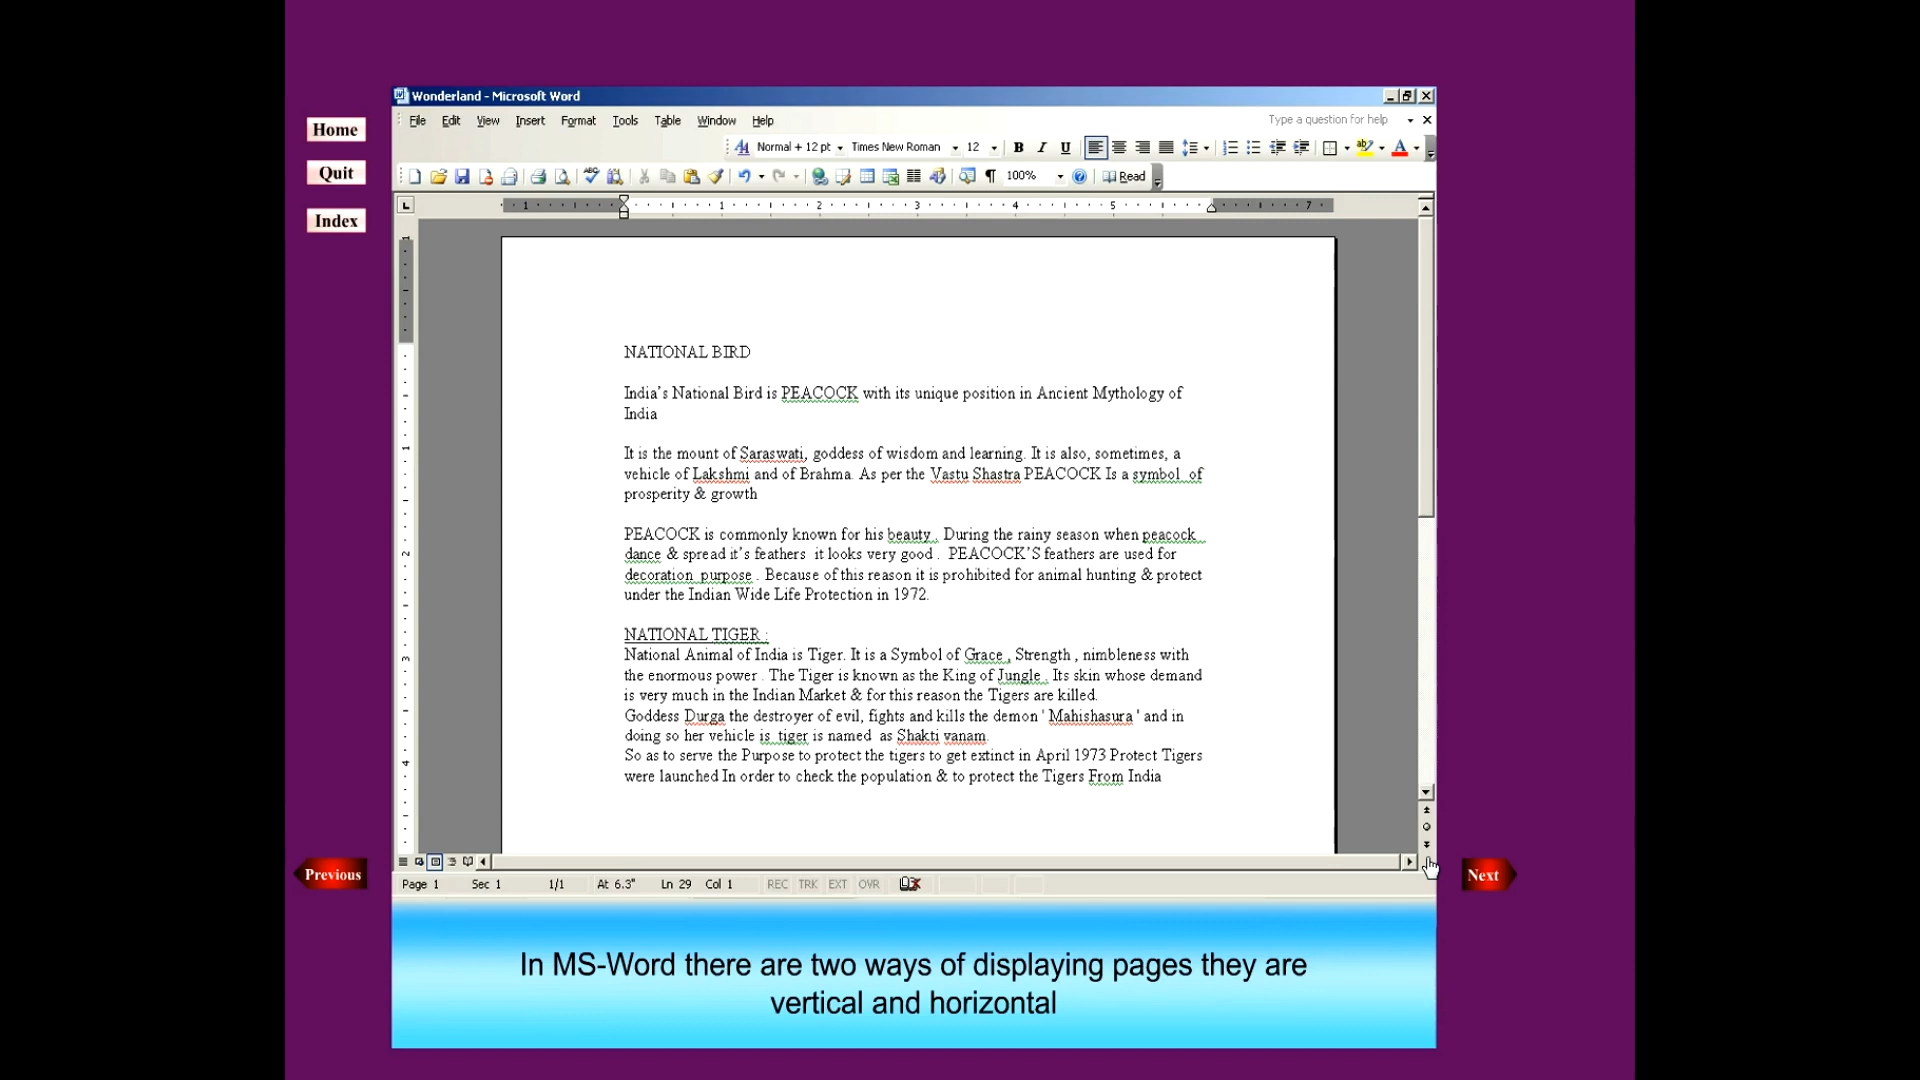 Wonderland - Microsoft Word
Home
Quit
Index
File Edit View Insert Format Tools Table Window Help
Type a question for help
Normal + 12 pt Times New Roman 12 B I U
100% Read
1 1 2 3 4 5 7
NATIONAL BIRD
India's National Bird is PEACOCK with its unique position in Ancient Mythology of
India
It is the mount of Saraswati, goddess of wisdom and learning. It is also, sometimes, a
vehicle of Lakshmi and of Brahma. As per the Vastu Shastra PEACOCK Is a symbol  of
prosperity & growth
PEACOCK is commonly known for his beauty . During the rainy season when peacock
dance & spread it's feathers  it looks very good .  PEACOCK'S feathers are used for
decoration  purpose . Because of this reason it is prohibited for animal hunting & protect
under the Indian Wide Life Protection in 1972.
NATIONAL TIGER :
National Animal of India is Tiger. It is a Symbol of Grace , Strength , nimbleness with
the enormous power . The Tiger is known as the King of Jungle . Its skin whose demand
is very much in the Indian Market & for this reason the Tigers are killed.
Goddess Durga the destroyer of evil, fights and kills the demon ' Mahishasura ' and in
doing so her vehicle is  tiger is named  as Shakti vanam.
So as to serve the Purpose to protect the tigers to get extinct in April 1973 Protect Tigers
were launched In order to check the population & to protect the Tigers From India
1
2
3
4
Previous
Next
Page 1 Sec 1 1/1 At 6.3" Ln 29 Col 1 REC TRK EXT OVR
In MS-Word there are two ways of displaying pages they are
vertical and horizontal